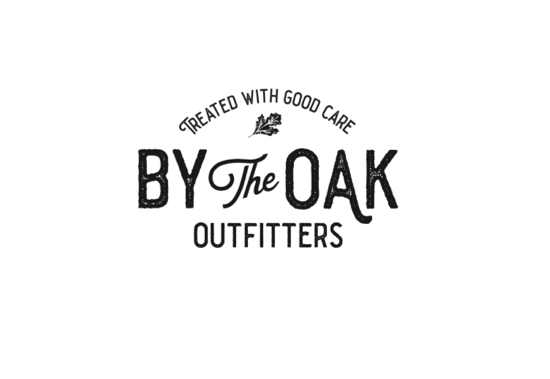 TREATED WITH GOOD CARE
BY The OAK
OUTFITTERS